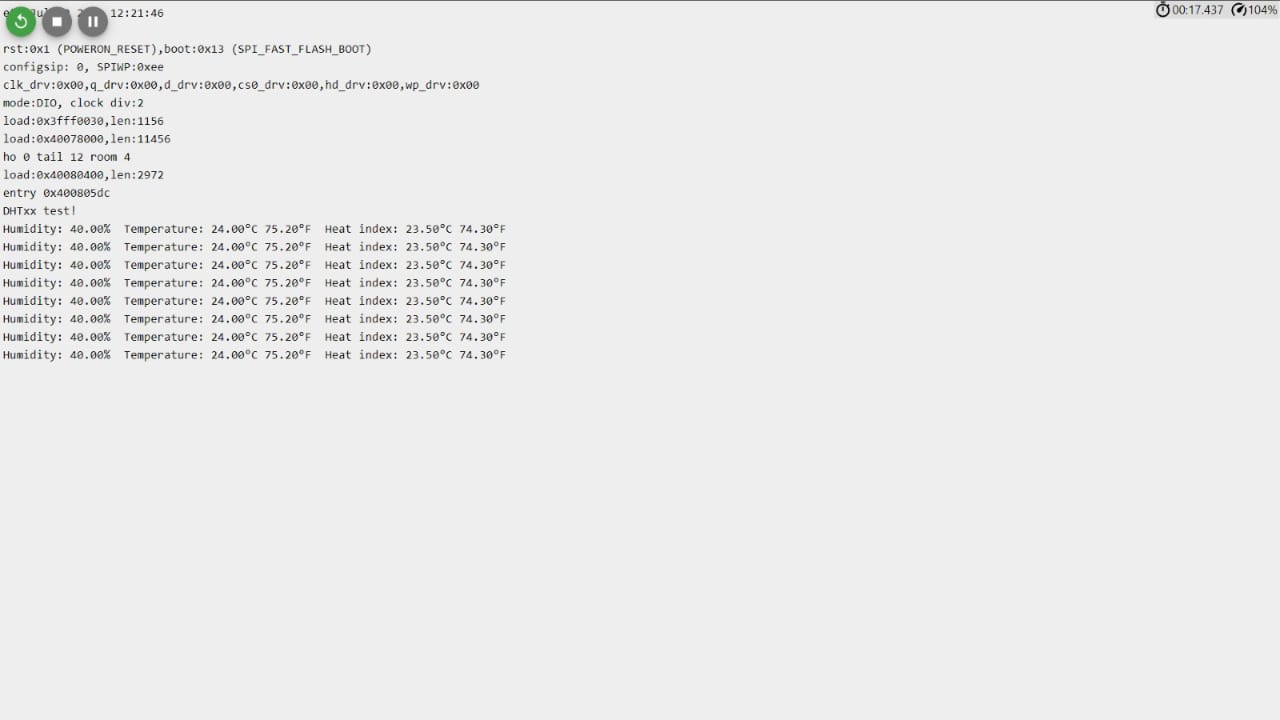 12:21:46
00:17.437 104%
rst:0x1 (POWERON_RESET),boot:0x13 (SPI_FAST_FLASH_BOOT)
configsip: 0, SPIWP:0xee
clk_drv:0x00,q_drv:0x00,d_drv:0x00,cs0_drv:0x00,hd_drv:0x00,wp_drv:0x00
mode:DIO, clock div:2
load:0x3fff0030,len:1156
load:0x40078000,len:11456
ho 0 tail 12 room 4
load:0x40080400,len:2972
entry 0x400805dc
DHTxx test!
Humidity: 40.00%  Temperature: 24.00°C 75.20°F  Heat index: 23.50°C 74.30°F
Humidity: 40.00%  Temperature: 24.00°C 75.20°F  Heat index: 23.50°C 74.30°F
Humidity: 40.00%  Temperature: 24.00°C 75.20°F  Heat index: 23.50°C 74.30°F
Humidity: 40.00%  Temperature: 24.00°C 75.20°F  Heat index: 23.50°C 74.30°F
Humidity: 40.00%  Temperature: 24.00°C 75.20°F  Heat index: 23.50°C 74.30°F
Humidity: 40.00%  Temperature: 24.00°C 75.20°F  Heat index: 23.50°C 74.30°F
Humidity: 40.00%  Temperature: 24.00°C 75.20°F  Heat index: 23.50°C 74.30°F
Humidity: 40.00%  Temperature: 24.00°C 75.20°F  Heat index: 23.50°C 74.30°F